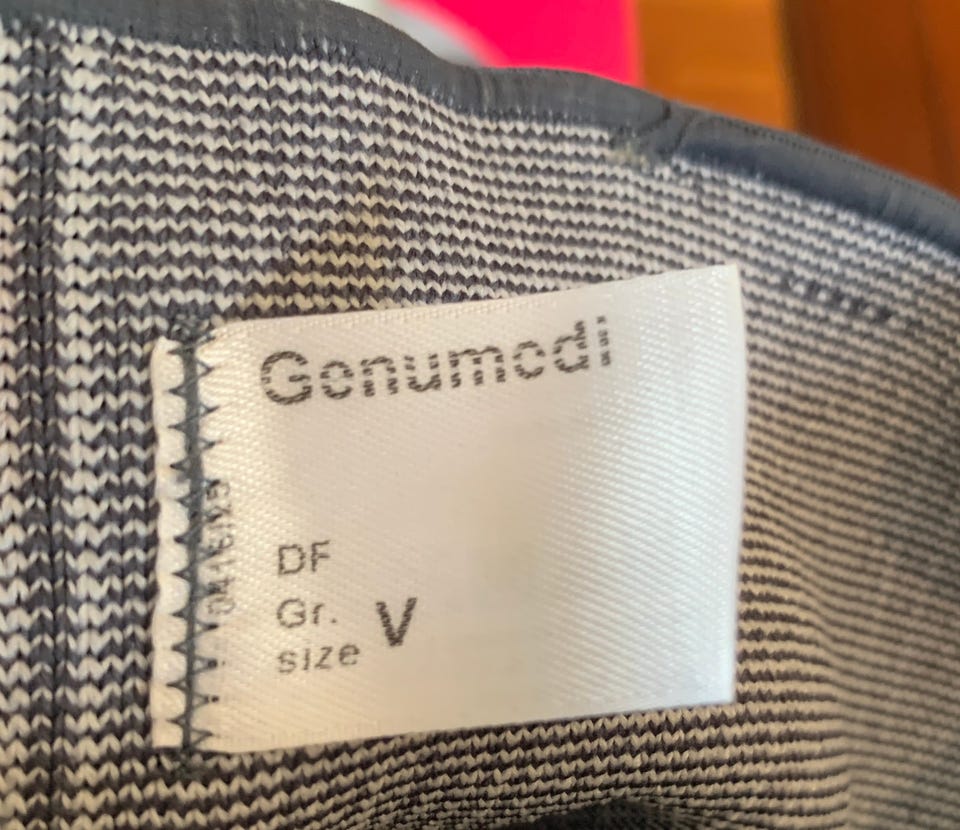 Genumedi
DF
Gr.
size V